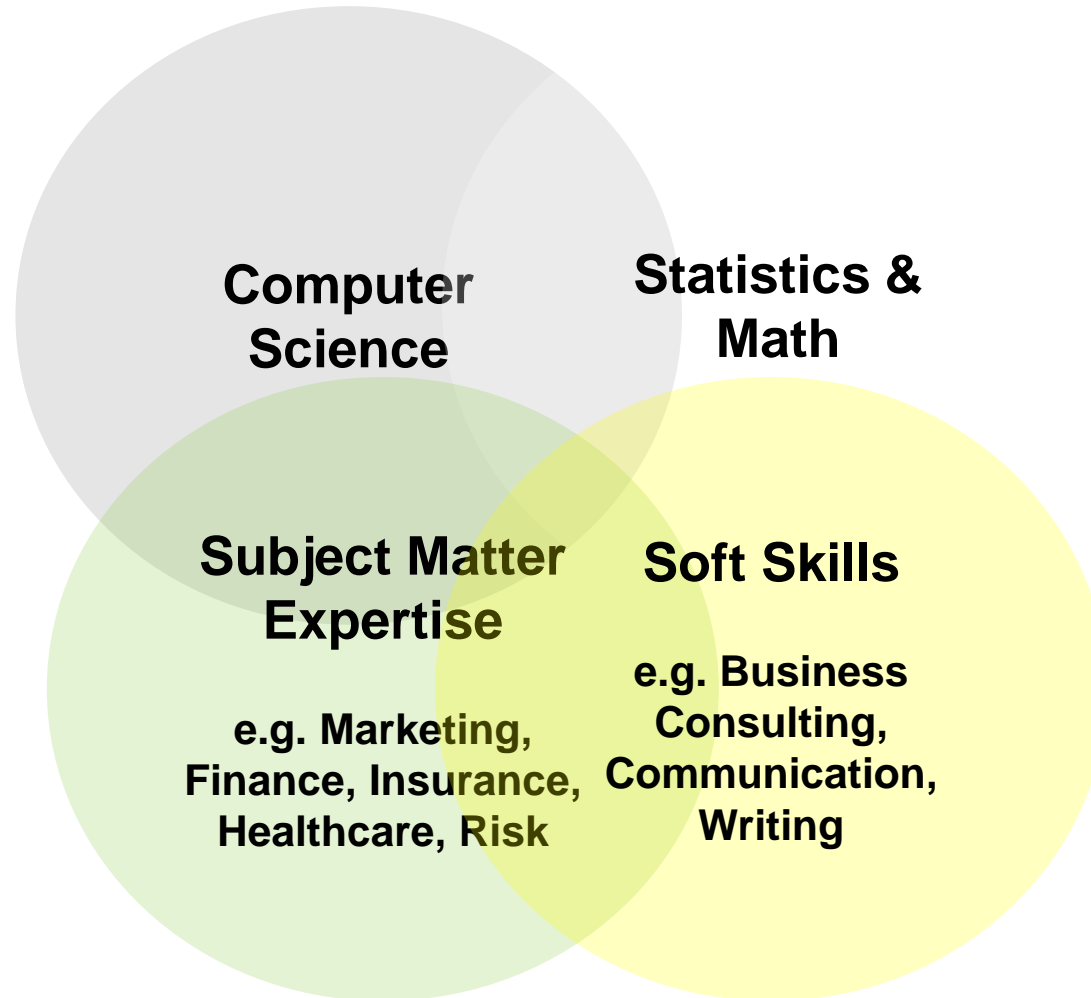 Computer
Science
Statistics &
Math
Subject Matter
Expertise
e.g. Marketing,
Finance, Insurance,
Healthcare, Risk
Soft Skills
e.g. Business
Consulting,
Communication,
Writing